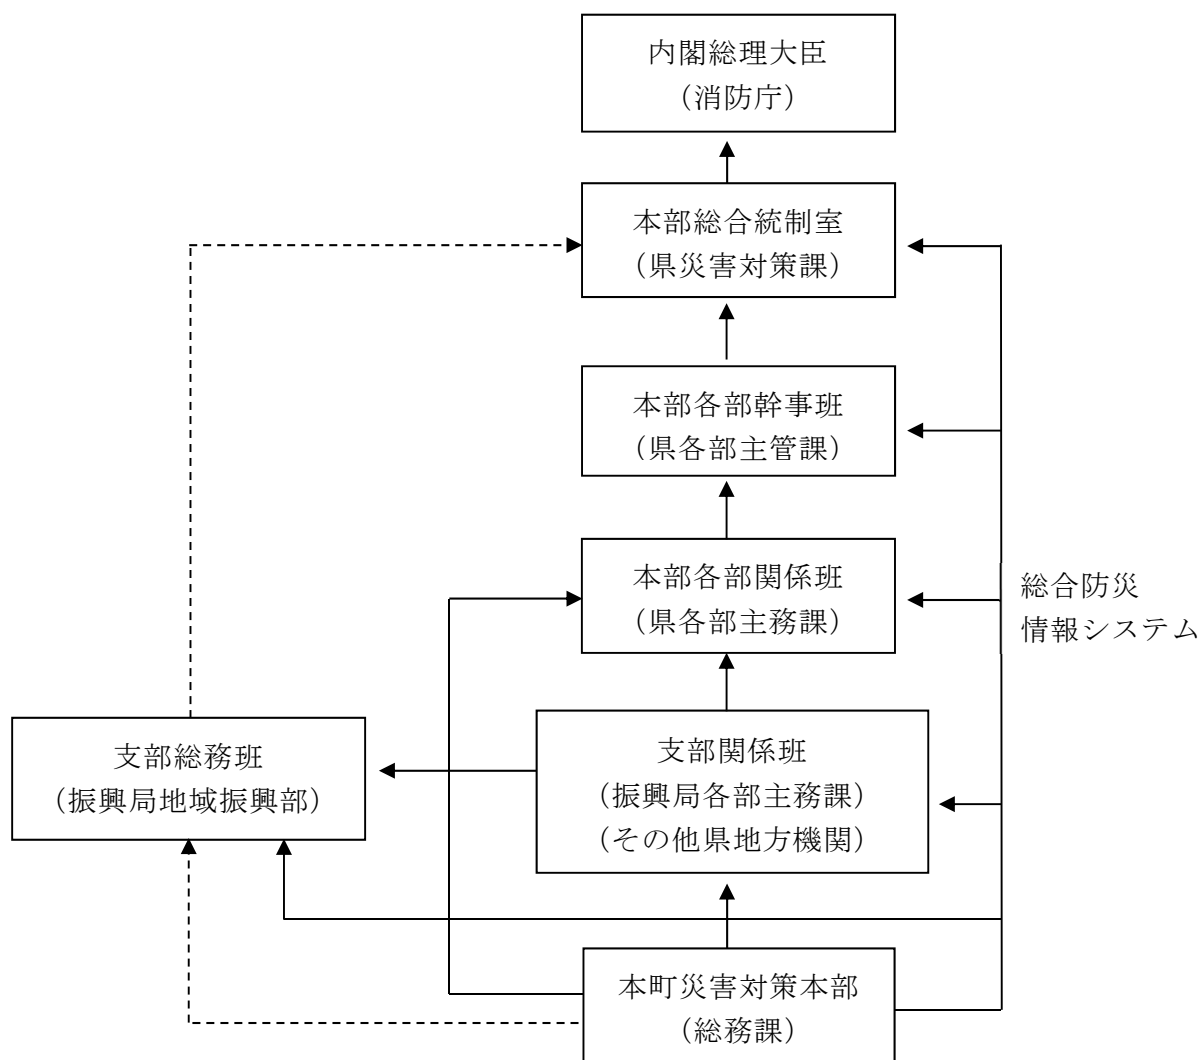 内閣総理大臣
（消防庁）
本部総合統制室
（県災害対策課）
本部各部幹事班
（県各部主管課）
本部各部関係班
（県各部主務課）
総合防災
情報システム
支部総務班
（振興局地域振興部）
支部関係班
（振興局各部主務課）
（その他県地方機関）
本町災害対策本部
（総務課）